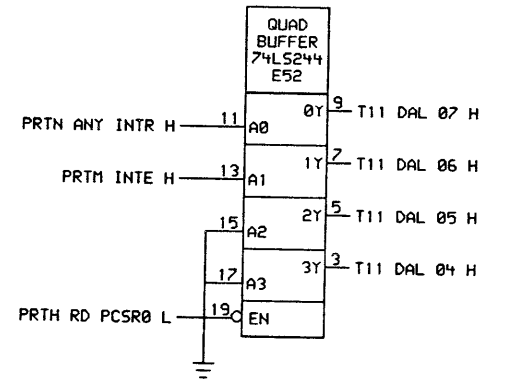 QUAD
BUFFER
74LS244
E52
PRTN ANY INTR H 11 A0 0Y 9 T11 DAL 07 H
PRTM INTE H 13 A1 1Y 7 T11 DAL 06 H
15 A2 2Y 5 T11 DAL 05 H
17 A3 3Y 3 T11 DAL 04 H
PRTH RD PCSR0 L 19 EN